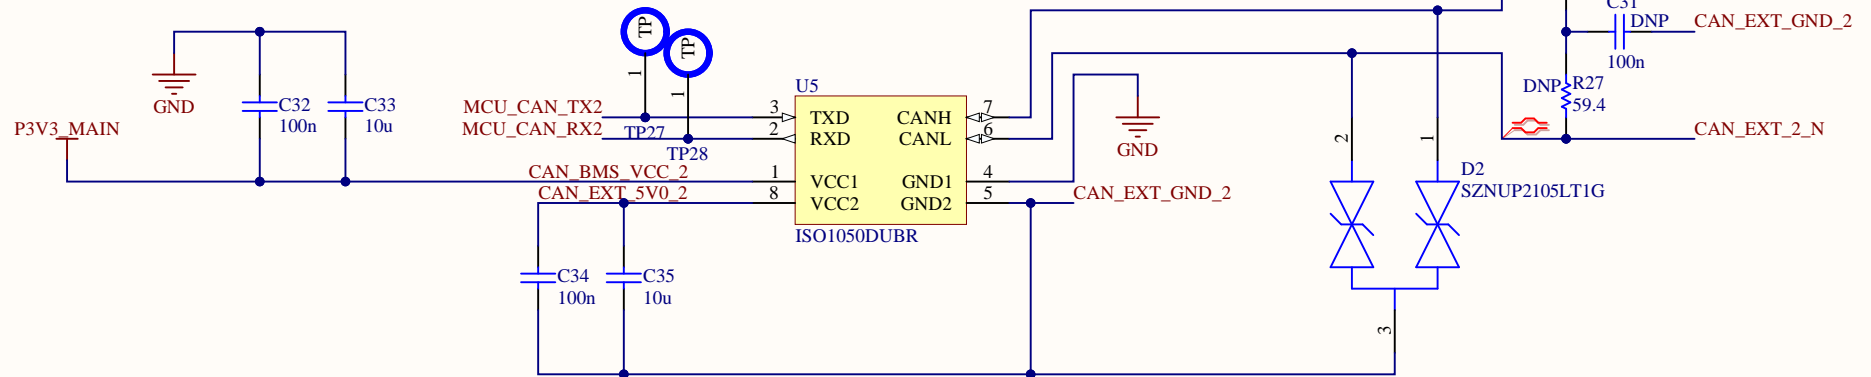 C31
DNP
CAN_EXT_GND_2
100n
TP
TP
1
1
GND
C32
100n
C33
10u
P3V3_MAIN
MCU_CAN_TX2
MCU_CAN_RX2
TP27
TP28
CAN_BMS_VCC_2
CAN_EXT_5V0_2
U5
3
TXD
CANH
7
2
RXD
CANL
6
1
VCC1
GND1
4
8
VCC2
GND2
5
ISO1050DUBR
GND
CAN_EXT_GND_2
DNP
R27
59.4
CAN_EXT_2_N
2
1
D2
SZNUP2105LT1G
3
C34
100n
C35
10u